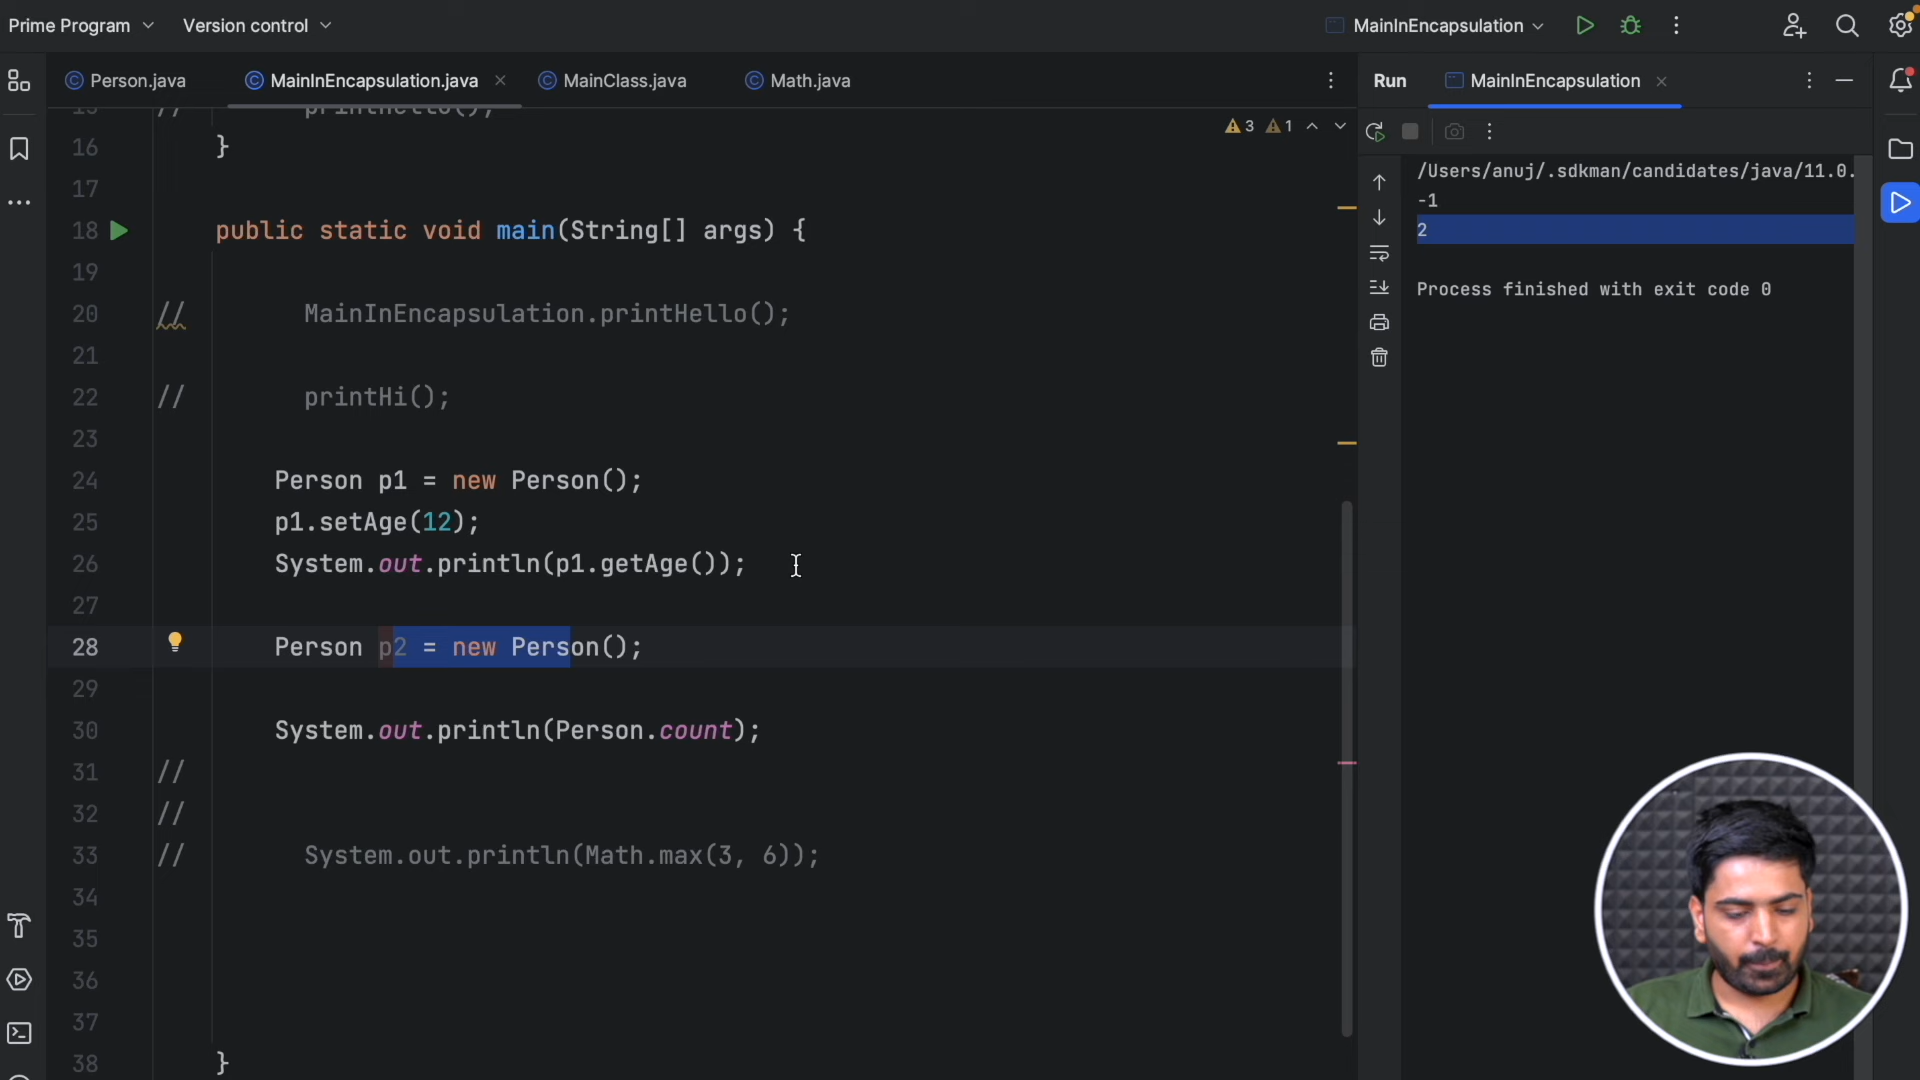 Prime Program
Version control
MainInEncapsulation
Person.java
MainInEncapsulation.java
MainClass.java
Math.java
Run
MainInEncapsulation
3
1
15 // printHello();
16 }
17
18 public static void main(String[] args) {
19
20 // MainInEncapsulation.printHello();
21
22 // printHi();
23
24 Person p1 = new Person();
25 p1.setAge(12);
26 System.out.println(p1.getAge());
27
28 Person p2 = new Person();
29
30 System.out.println(Person.count);
31 //
32 //
33 // System.out.println(Math.max(3, 6));
34
35
36
37
38 }
/Users/anuj/.sdkman/candidates/java/11.0.
-1
2
Process finished with exit code 0